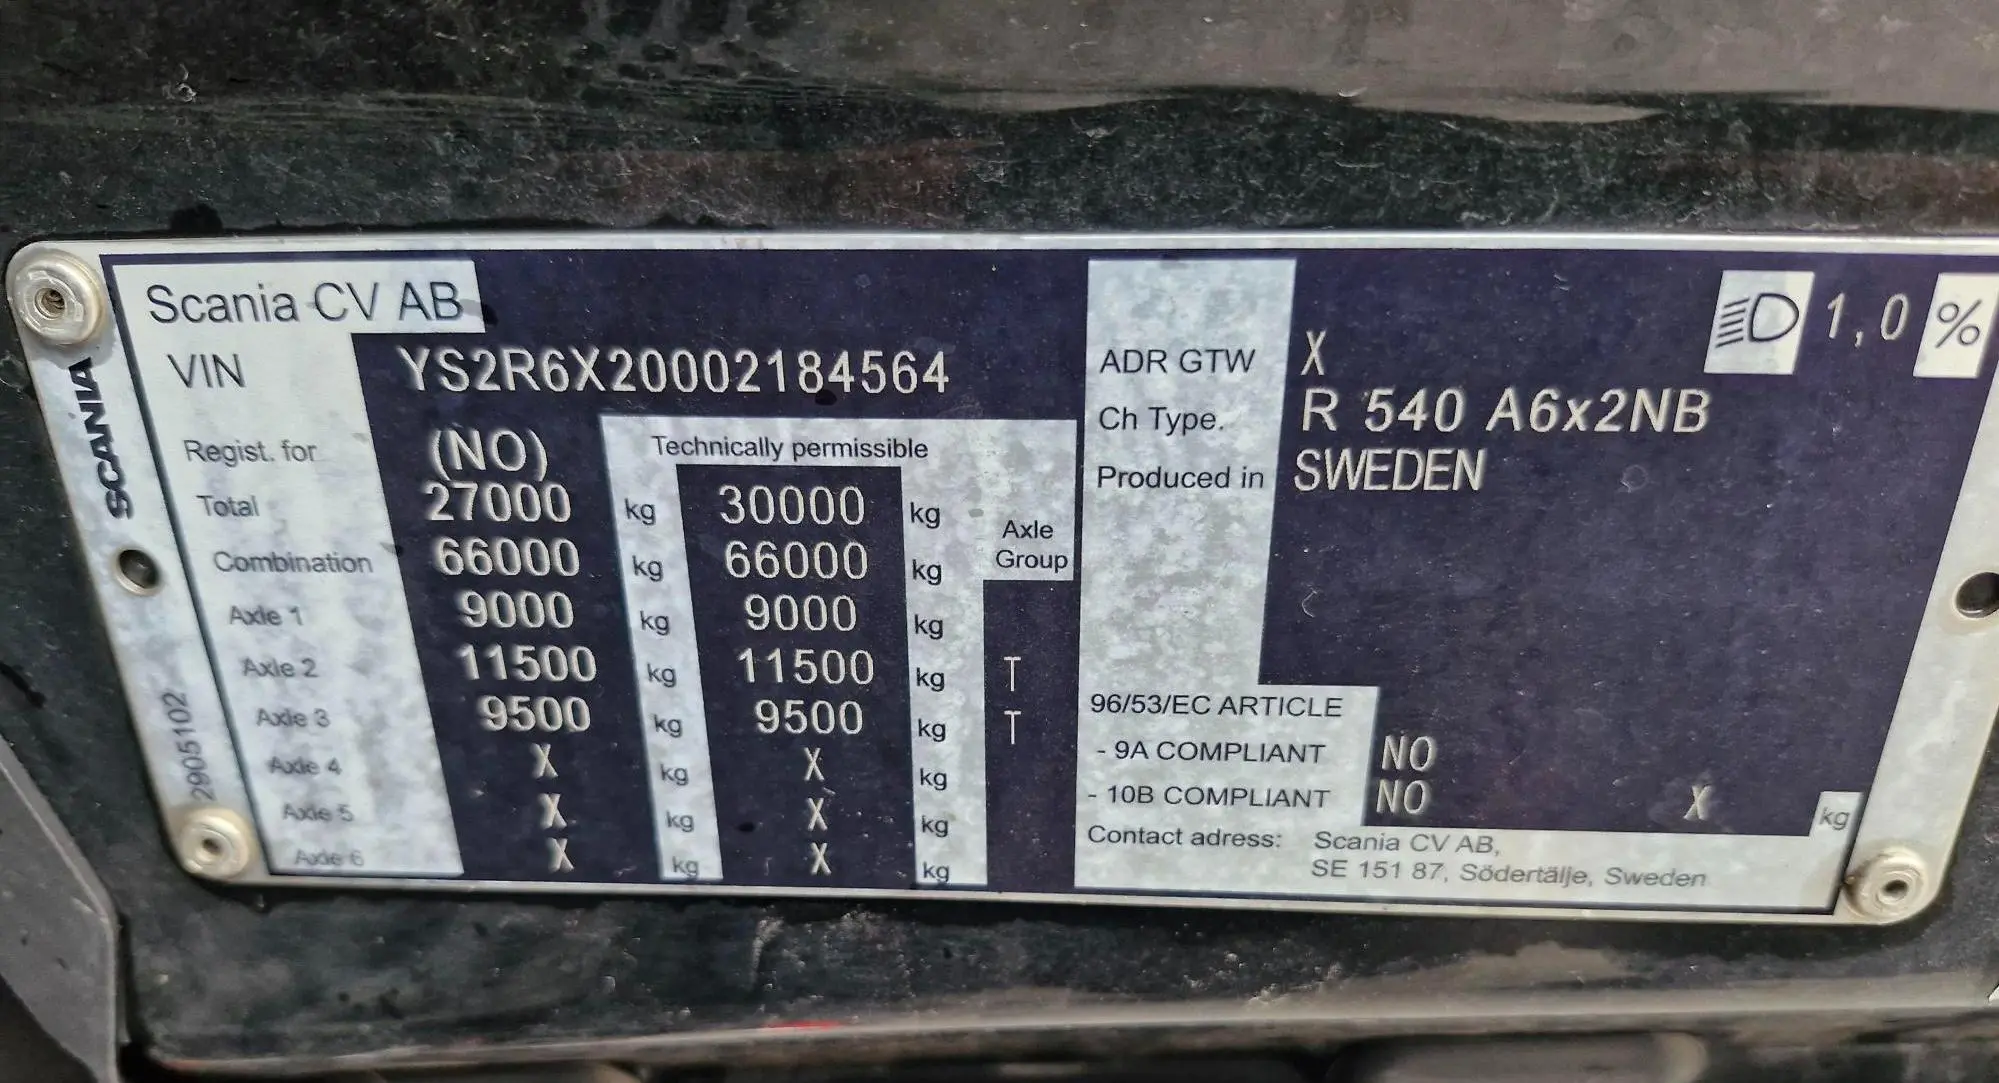 Scania CV AB
VIN YS2R6X20002184564
Regist. for (NO) Technically permissible
Total 27000 kg 30000 kg Axle
Combination 66000 kg 66000 kg Group
Axle 1 9000 kg 9000 kg
Axle 2 11500 kg 11500 kg T
Axle 3 9500 kg 9500 kg T
Axle 4 X kg X kg
Axle 5 X kg X kg
Axle 6 X kg X kg
SCANIA
2905102
1,0 %
ADR GTW X
Ch Type. R 540 A6x2NB
Produced in SWEDEN
96/53/EC ARTICLE
- 9A COMPLIANT NO
- 10B COMPLIANT NO X kg
Contact adress: Scania CV AB,
SE 151 87, Södertälje, Sweden